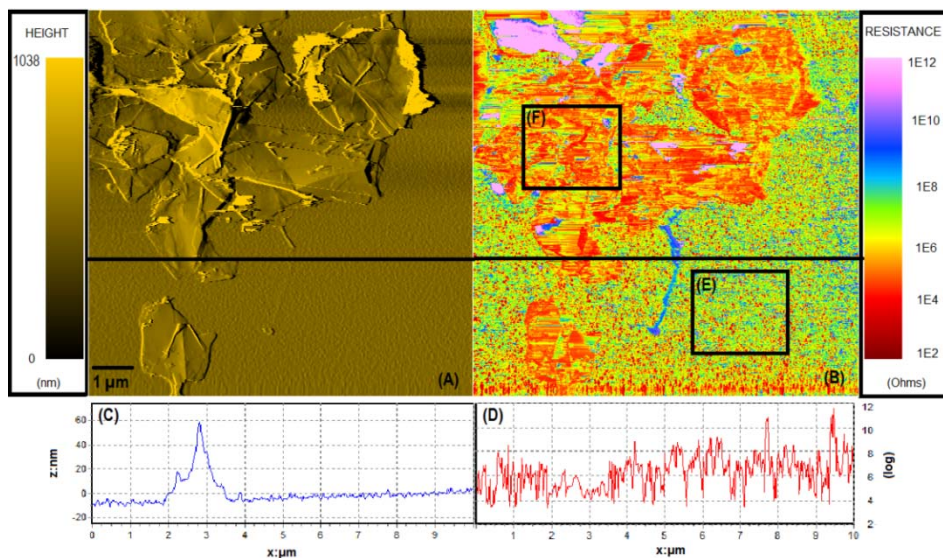 HEIGHT
1038
0
(nm)
1 µm
(A)
(F)
(E)
(B)
RESISTANCE
1E12
1E10
1E8
1E6
1E4
1E2
(Ohms)
(C)
z:nm
60
40
20
0
-20
0 1 2 3 4 5 6 7 8 9
x:µm
(D)
12
10
8
6
4
2
(log)
1 2 3 4 5 6 7 8 9 10
x:µm